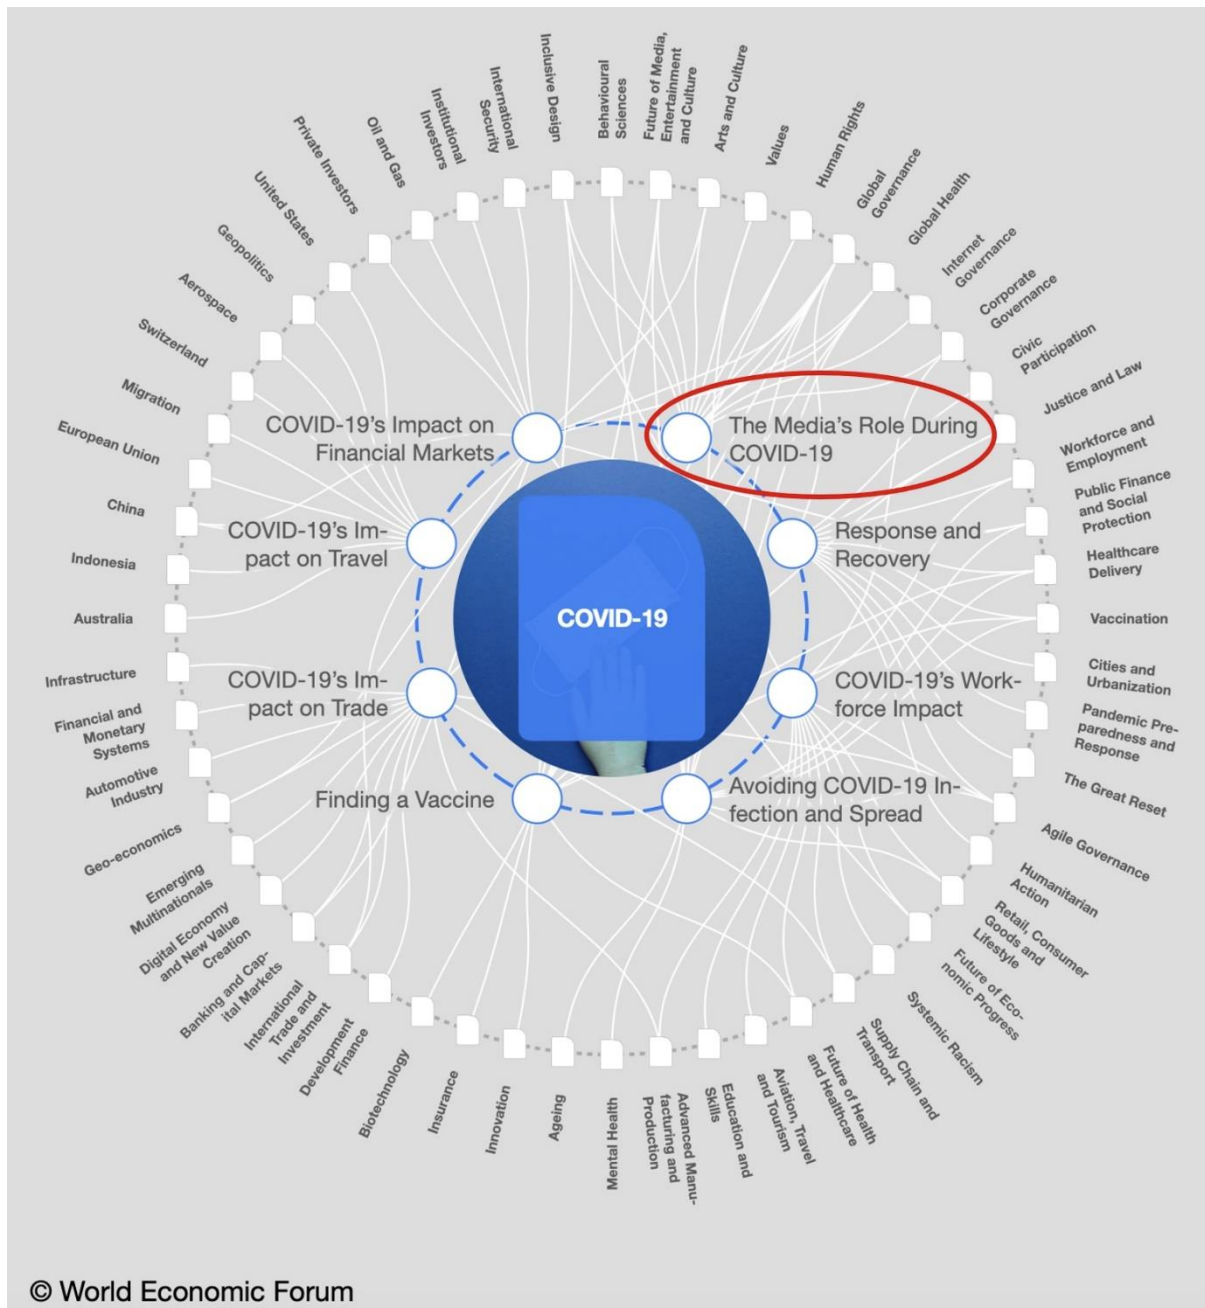 Inclusive Design
Behavioural
Sciences
Future of Media,
Entertainment
and Culture
Arts and Culture
Values
Human Rights
Global
Governance
Global Health
Internet
Governance
Corporate
Governance
Civic
Participation
Justice and Law
Workforce and
Employment
Public Finance
and Social
Protection
Healthcare
Delivery
Vaccination
Cities and
Urbanization
Pandemic Pre-
paredness and
Response
The Great Reset
Agile Governance
Humanitarian
Action
Retail, Consumer
Goods and
Lifestyle
Future of Eco-
nomic Progress
Systemic Racism
Supply Chain and
Transport
Future of Health
and Healthcare
Aviation, Travel
and Tourism
Education and
Skills
Advanced Manu-
facturing and
Production
Mental Health
Ageing
Innovation
Insurance
Biotechnology
Development
Finance
International
Trade and
Investment
Banking and Cap-
ital Markets
Digital Economy
and New Value
Creation
Emerging
Multinationals
Geo-economics
Automotive
Industry
Financial and
Monetary
Systems
Infrastructure
Australia
Indonesia
China
European Union
Migration
Switzerland
Aerospace
Geopolitics
United States
Private Investors
Oil and Gas
Institutional
Investors
International
Security
COVID-19's Impact on
Financial Markets
The Media's Role During
COVID-19
COVID-19's Im-
pact on Travel
Response and
Recovery
COVID-19
COVID-19's Im-
pact on Trade
COVID-19's Work-
force Impact
Finding a Vaccine
Avoiding COVID-19 In-
fection and Spread
© World Economic Forum